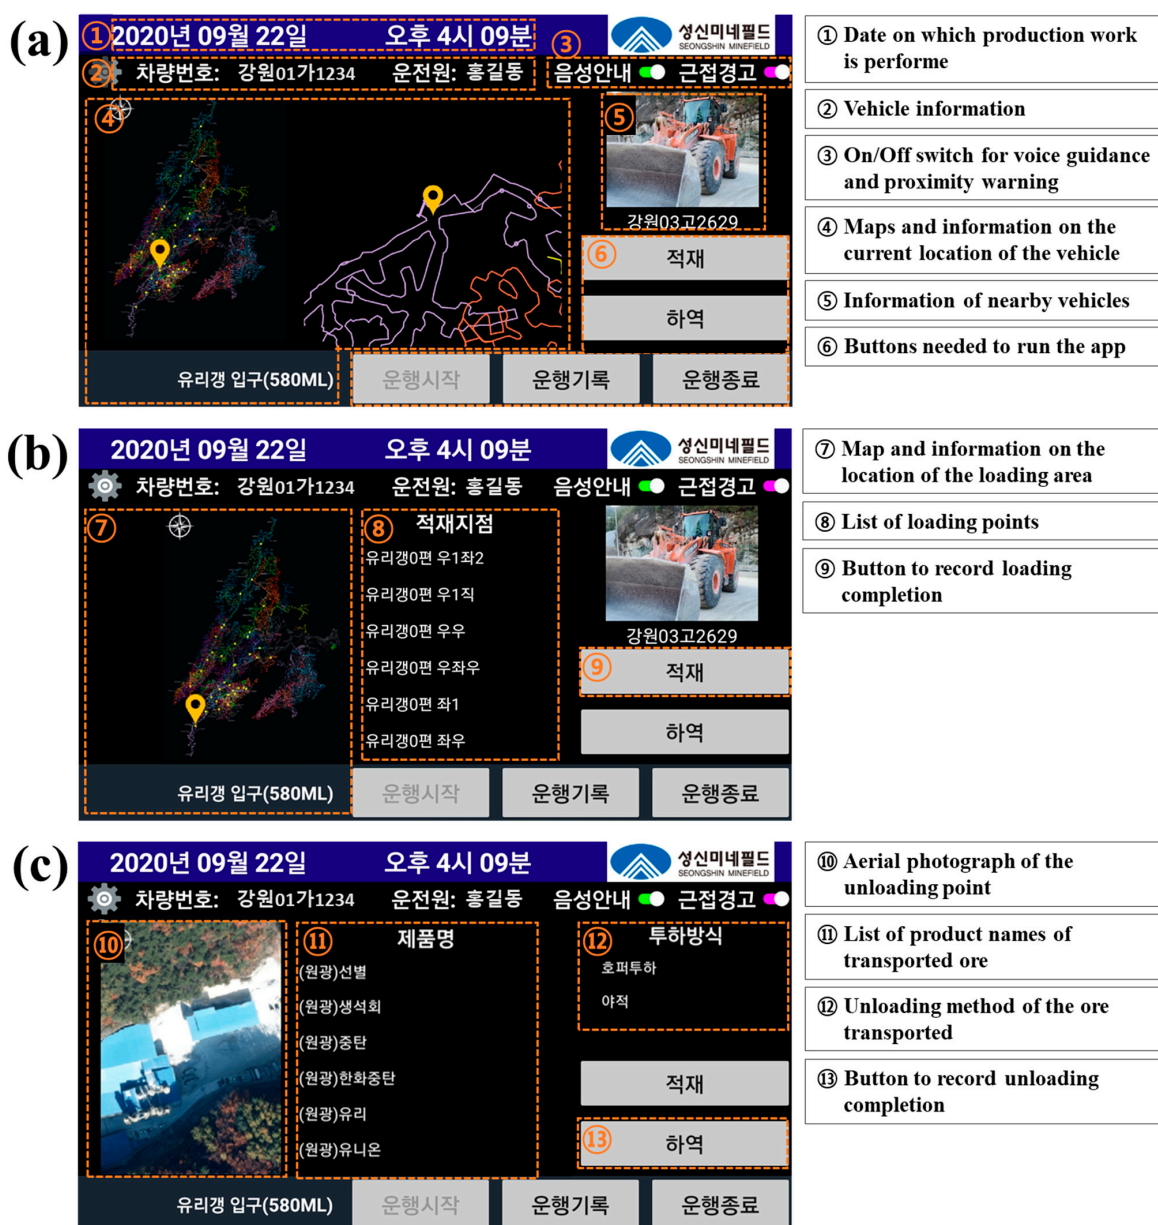 (a)
① 2020년 09월 22일 오후 4시 09분 성신미네필드
SEONGSHIN MINEFIELD
② 차량번호: 강원01가1234 운전원: 홍길동 ③ 음성안내 근접경고
④
⑤
강원03고2629
⑥ 적재
하역
유리갱 입구(580ML) 운행시작 운행기록 운행종료
① Date on which production work
is performe
② Vehicle information
③ On/Off switch for voice guidance
and proximity warning
④ Maps and information on the
current location of the vehicle
⑤ Information of nearby vehicles
⑥ Buttons needed to run the app
(b)
2020년 09월 22일 오후 4시 09분 성신미네필드
SEONGSHIN MINEFIELD
차량번호: 강원01가1234 운전원: 홍길동 음성안내 근접경고
⑦
⑧ 적재지점
유리갱0편 우1좌2
유리갱0편 우1직
유리갱0편 우우
유리갱0편 우좌우
유리갱0편 좌1
유리갱0편 좌우
강원03고2629
⑨ 적재
하역
유리갱 입구(580ML) 운행시작 운행기록 운행종료
⑦ Map and information on the
location of the loading area
⑧ List of loading points
⑨ Button to record loading
completion
(c)
2020년 09월 22일 오후 4시 09분 성신미네필드
SEONGSHIN MINEFIELD
차량번호: 강원01가1234 운전원: 홍길동 음성안내 근접경고
⑩
⑪ 제품명
(원광)선별
(원광)생석회
(원광)중탄
(원광)한화중탄
(원광)유리
(원광)유니온
⑫ 투하방식
호퍼투하
야적
적재
⑬ 하역
유리갱 입구(580ML) 운행시작 운행기록 운행종료
⑩ Aerial photograph of the
unloading point
⑪ List of product names of
transported ore
⑫ Unloading method of the ore
transported
⑬ Button to record unloading
completion